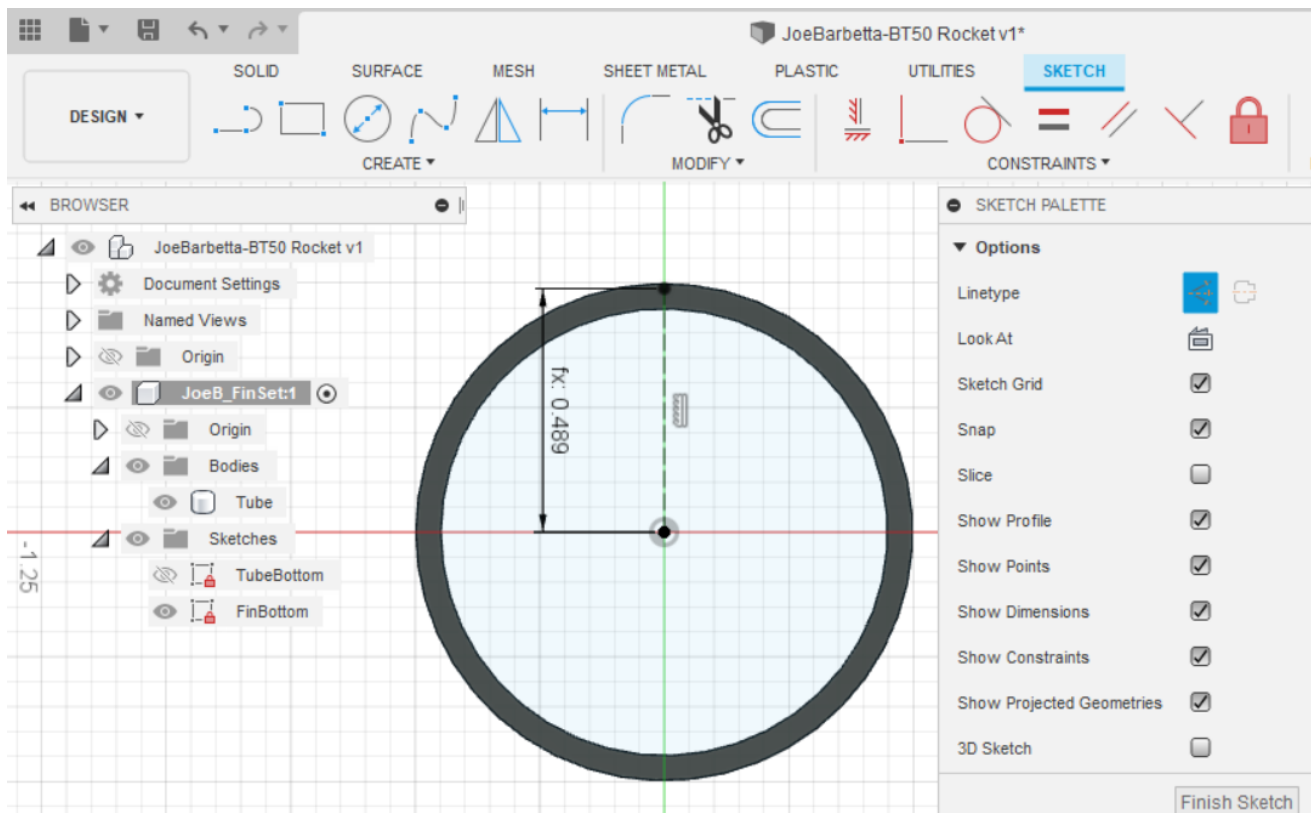 JoeBarbetta-BT50 Rocket v1*
SOLID SURFACE MESH SHEET METAL PLASTIC UTILITIES SKETCH
DESIGN
CREATE MODIFY CONSTRAINTS
BROWSER
JoeBarbetta-BT50 Rocket v1
Document Settings
Named Views
Origin
JoeB_FinSet:1
Origin
Bodies
Tube
Sketches
TubeBottom
FinBottom
-1.25
fx: 0.489
SKETCH PALETTE
Options
Linetype
Look At
Sketch Grid
Snap
Slice
Show Profile
Show Points
Show Dimensions
Show Constraints
Show Projected Geometries
3D Sketch
Finish Sketch